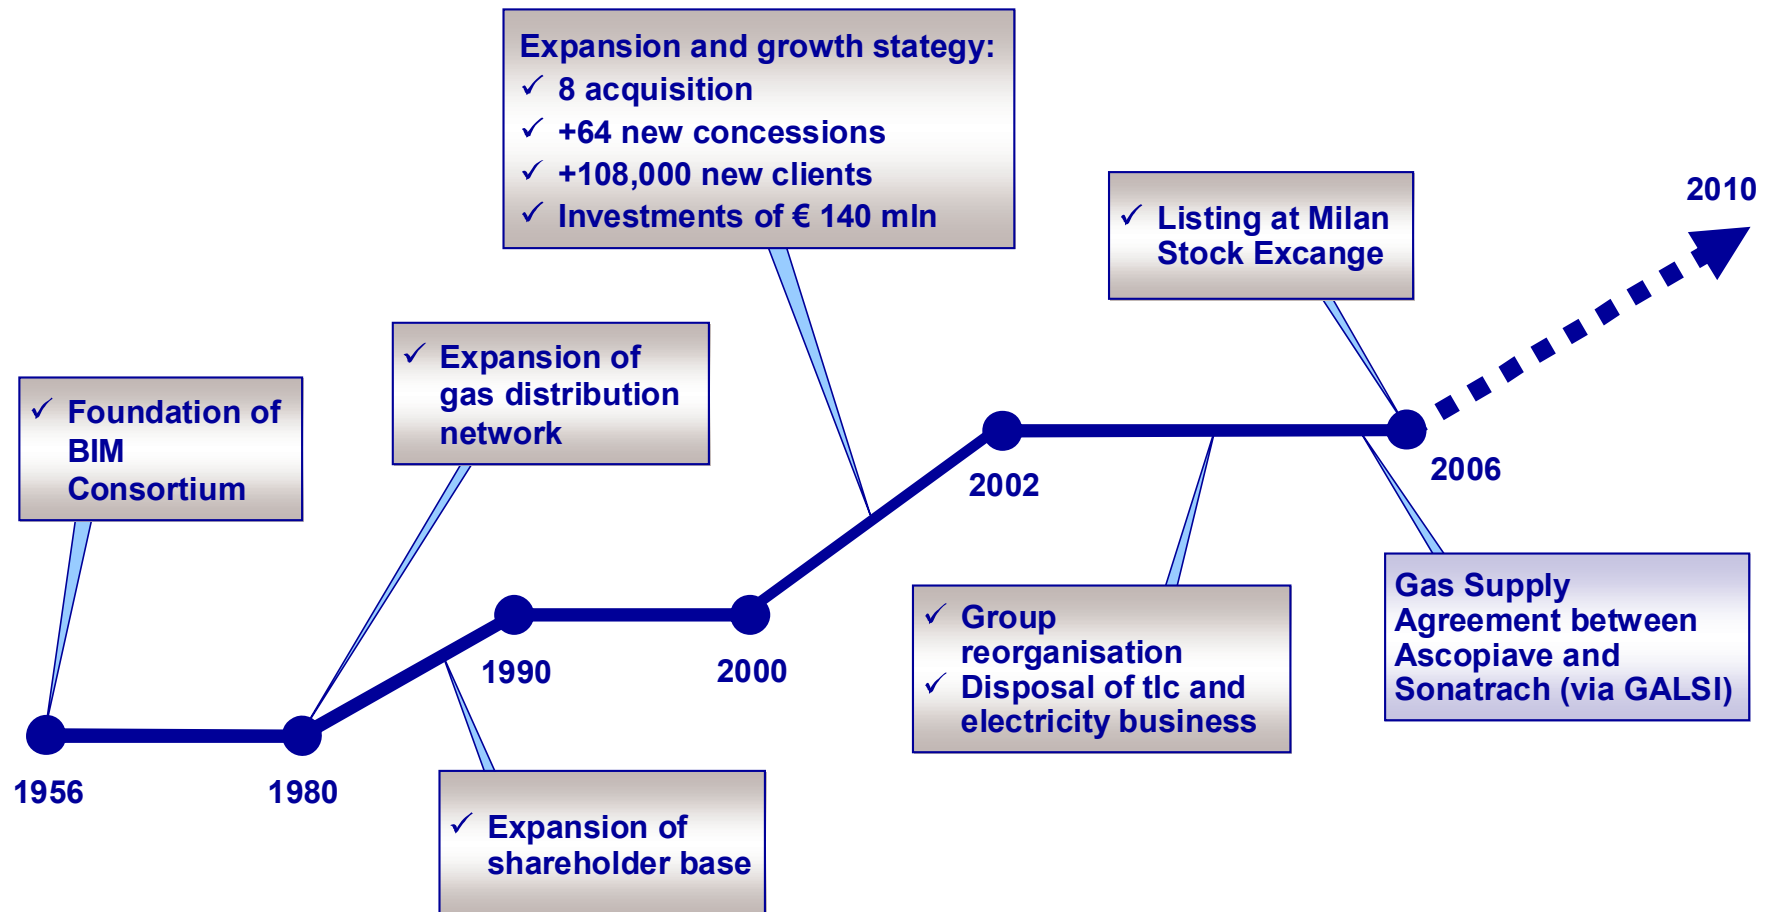 Expansion and growth stategy:
✓ 8 acquisition
✓ +64 new concessions
✓ +108,000 new clients
✓ Investments of € 140 mln
2010
✓ Listing at Milan
Stock Excange
✓ Expansion of
gas distribution
network
✓ Foundation of
BIM
Consortium
2002
2006
Gas Supply
Agreement between
Ascopiave and
Sonatrach (via GALSI)
✓ Group
reorganisation
✓ Disposal of tlc and
electricity business
1990
2000
1956
1980
✓ Expansion of
shareholder base